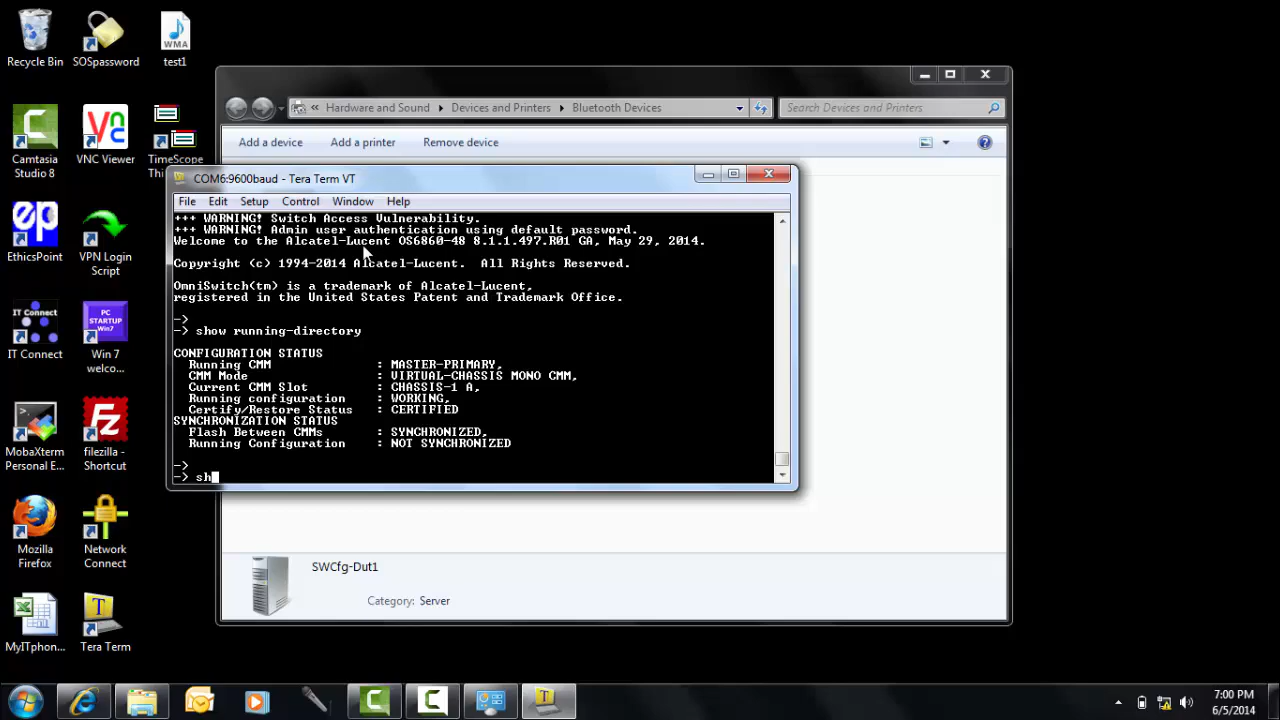 Recycle Bin
SOSpassword
WMA
test1
Camtasia
Studio 8
VNC Viewer
TimeScope
Thi
EthicsPoint
VPN Login
Script
IT Connect
PC
STARTUP
Win7
Win 7
welco...
MobaXterm
Personal E...
filezilla -
Shortcut
Mozilla
Firefox
Network
Connect
MyITphon...
Tera Term
« Hardware and Sound ▸ Devices and Printers ▸ Bluetooth Devices
Search Devices and Printers
Add a device Add a printer Remove device
COM6:9600baud - Tera Term VT
File Edit Setup Control Window Help
+++ WARNING! Switch Access Vulnerability.
+++ WARNING! Admin user authentication using default password.
Welcome to the Alcatel-Lucent OS6860-48 8.1.1.497.R01 GA, May 29, 2014.
Copyright (c) 1994-2014 Alcatel-Lucent. All Rights Reserved.
OmniSwitch(tm) is a trademark of Alcatel-Lucent,
registered in the United States Patent and Trademark Office.
->
-> show running-directory
CONFIGURATION STATUS
Running CMM : MASTER-PRIMARY,
CMM Mode : VIRTUAL-CHASSIS MONO CMM,
Current CMM Slot : CHASSIS-1 A,
Running configuration : WORKING,
Certify/Restore Status : CERTIFIED
SYNCHRONIZATION STATUS
Flash Between CMMs : SYNCHRONIZED,
Running Configuration : NOT SYNCHRONIZED
->
-> sh
SWCfg-Dut1
Category: Server
7:00 PM
6/5/2014